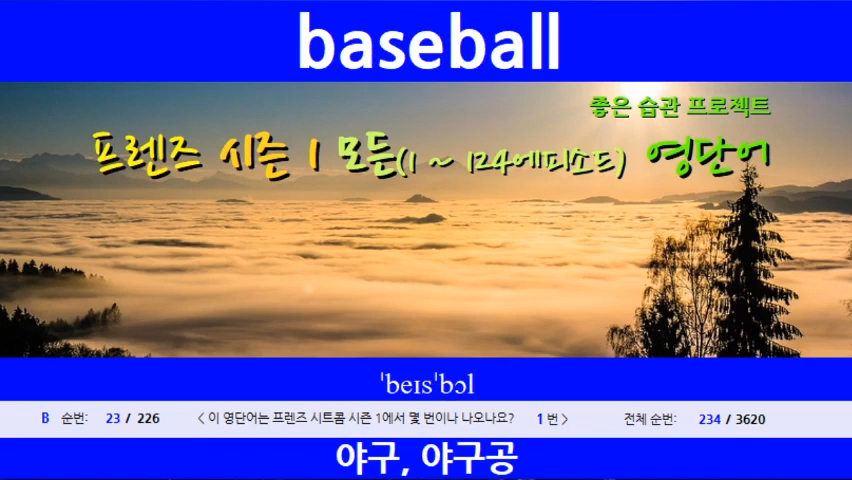 baseball
좋은 습관 프로젝트
프렌즈 시즌 1 모든(1 ~ 124에피소드) 영단어
ˈbeɪsˈbɔl
B 순번: 23 / 226 < 이 영단어는 프렌즈 시트콤 시즌 1에서 몇 번이나 나오나요? 1 번 > 전체 순번: 234 / 3620
야구, 야구공